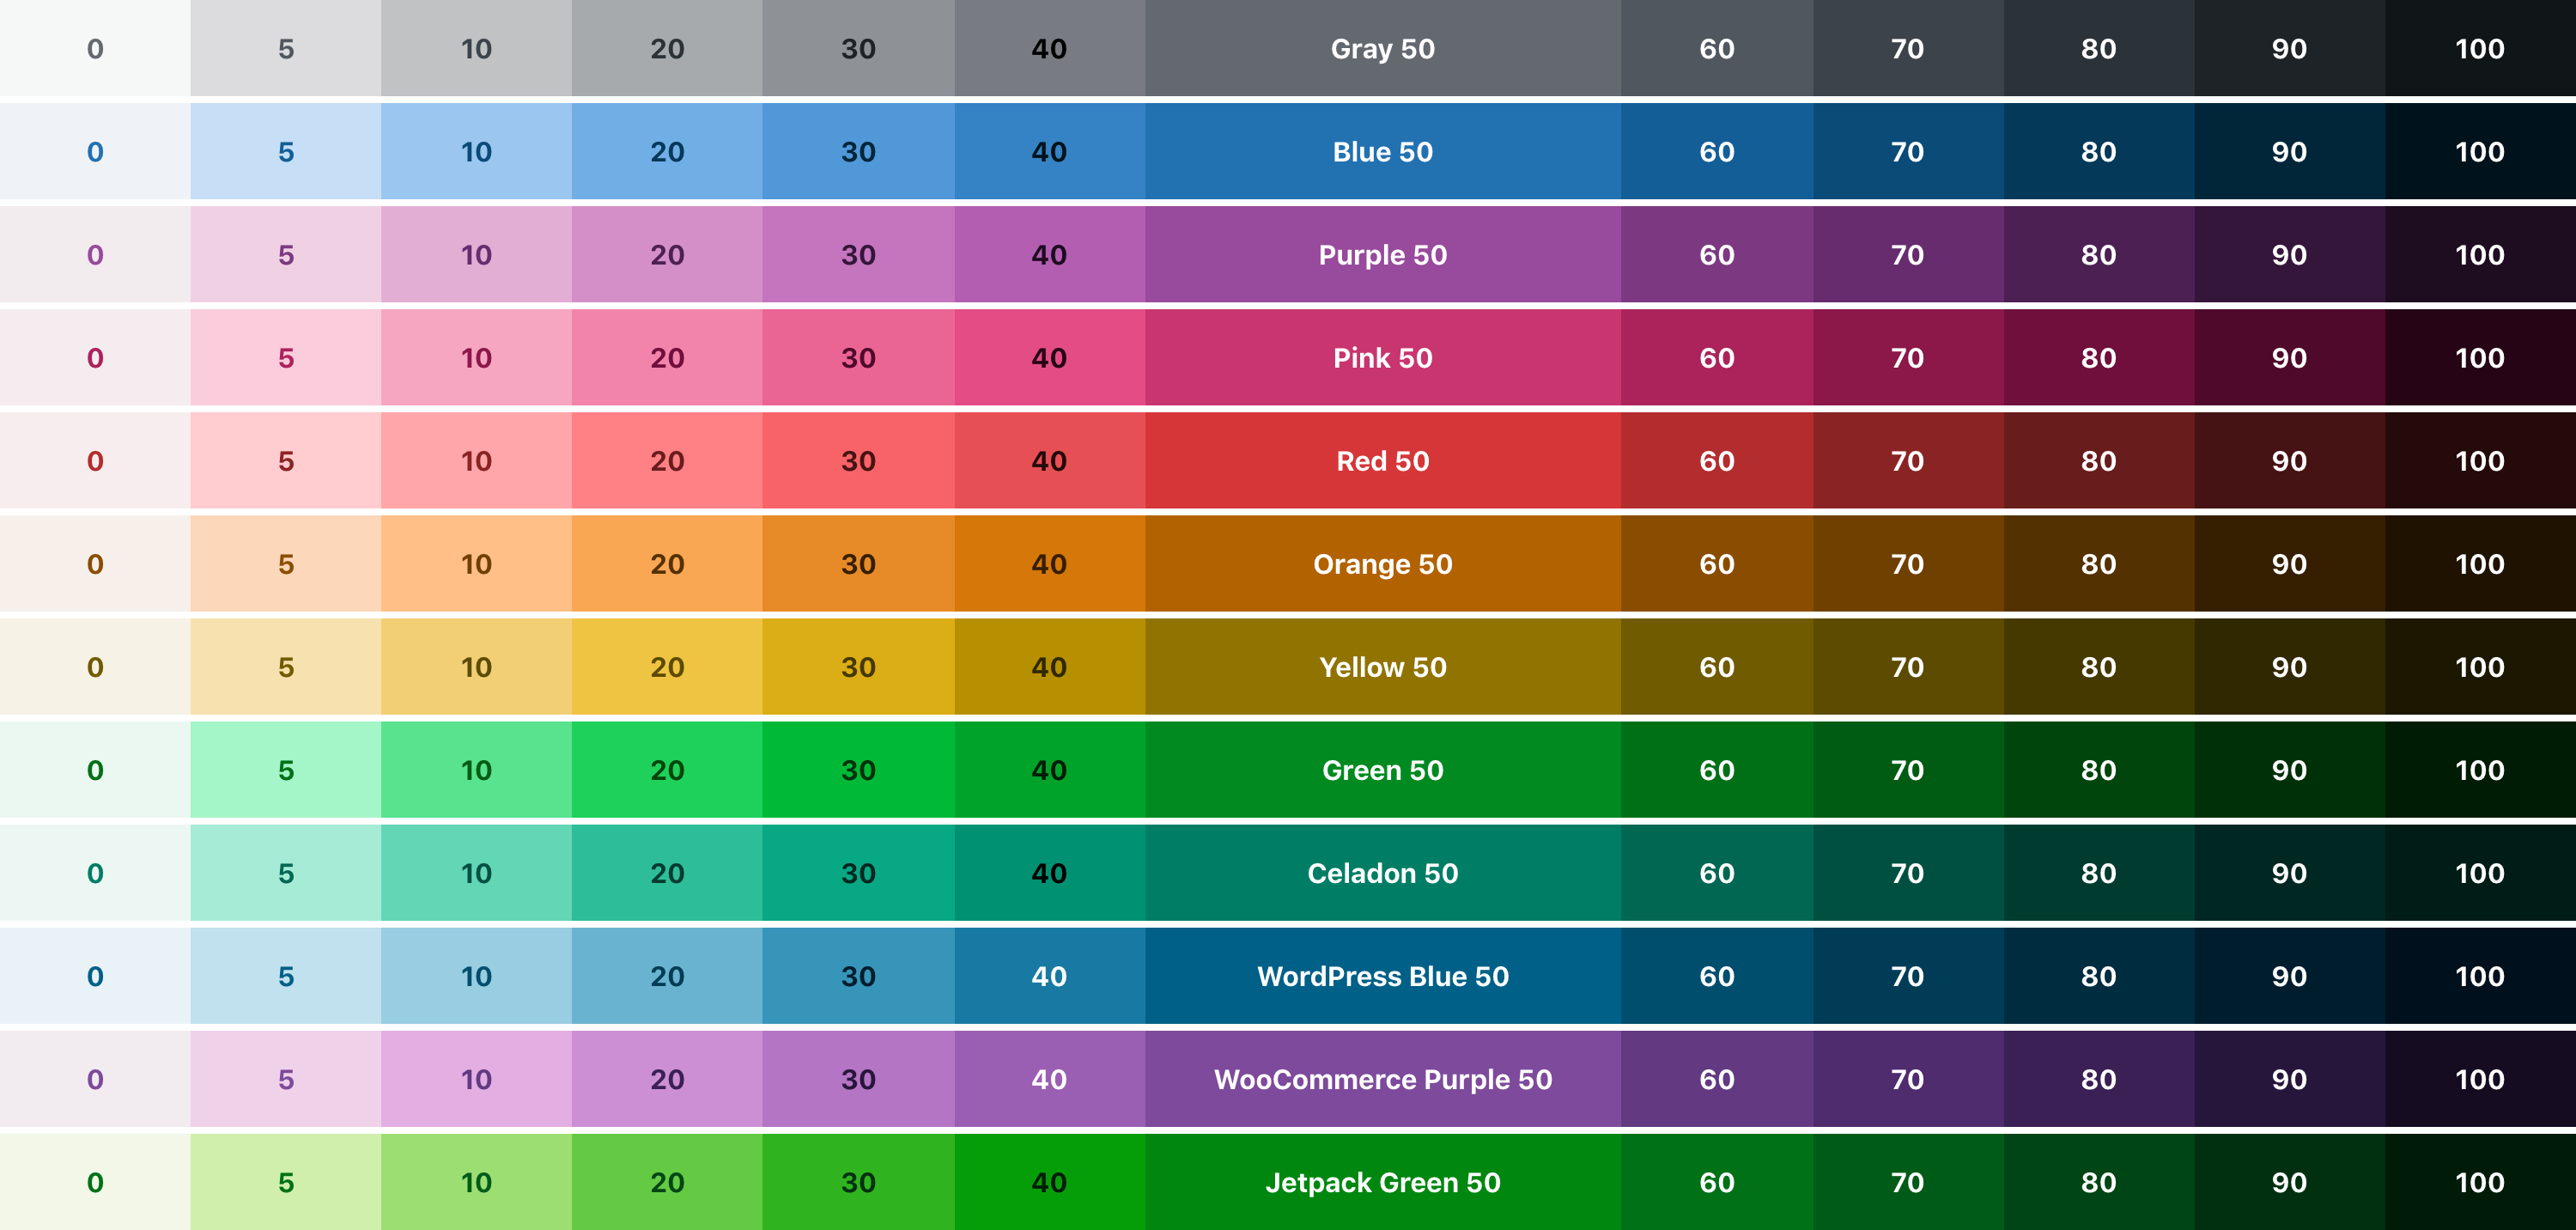 0 5 10 20 30 40 Gray 50 60 70 80 90 100
0 5 10 20 30 40 Blue 50 60 70 80 90 100
0 5 10 20 30 40 Purple 50 60 70 80 90 100
0 5 10 20 30 40 Pink 50 60 70 80 90 100
0 5 10 20 30 40 Red 50 60 70 80 90 100
0 5 10 20 30 40 Orange 50 60 70 80 90 100
0 5 10 20 30 40 Yellow 50 60 70 80 90 100
0 5 10 20 30 40 Green 50 60 70 80 90 100
0 5 10 20 30 40 Celadon 50 60 70 80 90 100
0 5 10 20 30 40 WordPress Blue 50 60 70 80 90 100
0 5 10 20 30 40 WooCommerce Purple 50 60 70 80 90 100
0 5 10 20 30 40 Jetpack Green 50 60 70 80 90 100